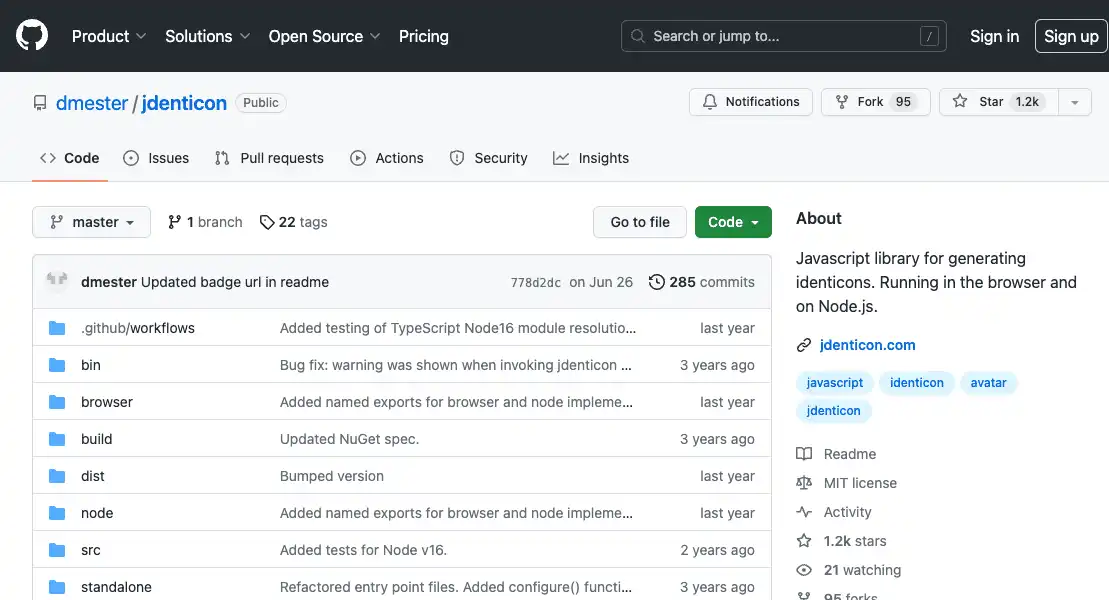 Product Solutions Open Source Pricing Search or jump to... / Sign in Sign up
dmester / jdenticon Public Notifications Fork 95 Star 1.2k
Code Issues Pull requests Actions Security Insights
master 1 branch 22 tags Go to file Code
dmester Updated badge url in readme 778d2dc on Jun 26 285 commits
.github/workflows Added testing of TypeScript Node16 module resolutio... last year
bin Bug fix: warning was shown when invoking jdenticon ... 3 years ago
browser Added named exports for browser and node impleme... last year
build Updated NuGet spec. 3 years ago
dist Bumped version last year
node Added named exports for browser and node impleme... last year
src Added tests for Node v16. 2 years ago
standalone Refactored entry point files. Added configure() functi... 3 years ago
About
Javascript library for generating
identicons. Running in the browser and
on Node.js.
jdenticon.com
javascript identicon avatar
jdenticon
Readme
MIT license
Activity
1.2k stars
21 watching
95 forks